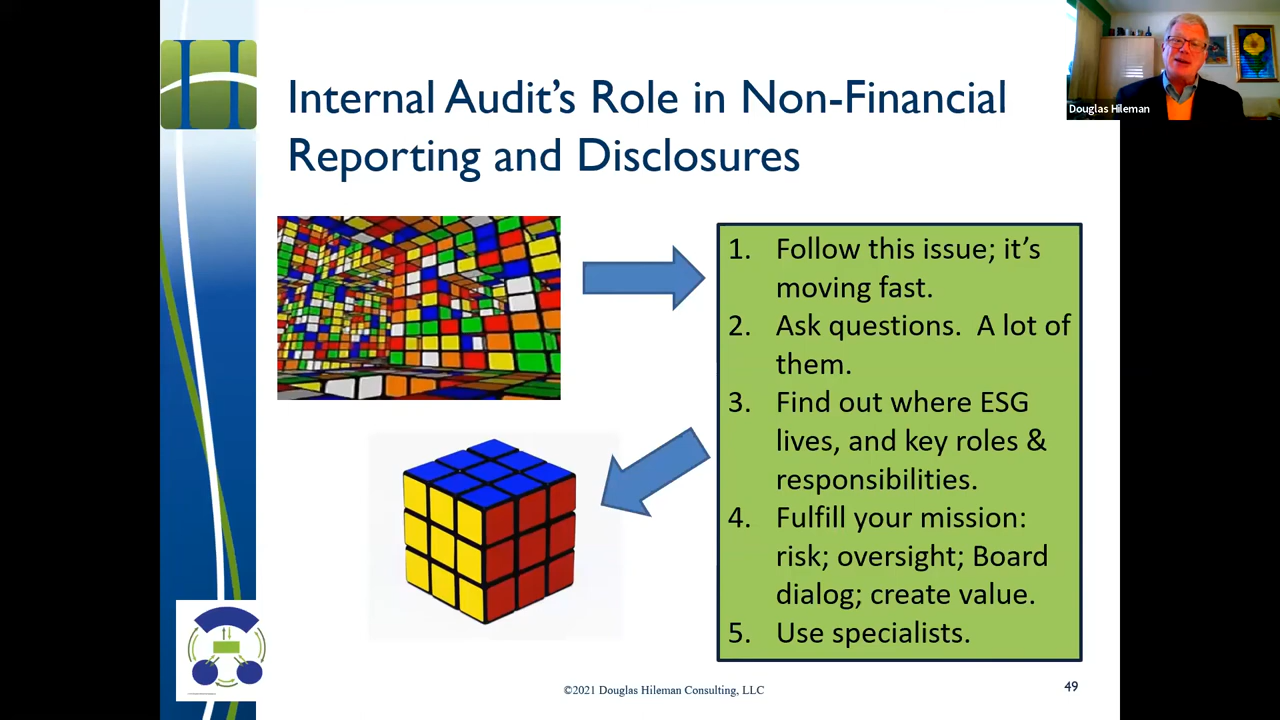 Internal Audit’s Role in Non-Financial
Reporting and Disclosures
Douglas Hileman
1. Follow this issue; it’s
moving fast.
2. Ask questions.  A lot of
them.
3. Find out where ESG
lives, and key roles &
responsibilities.
4. Fulfill your mission:
risk; oversight; Board
dialog; create value.
5. Use specialists.
©2021 Douglas Hileman Consulting, LLC
49